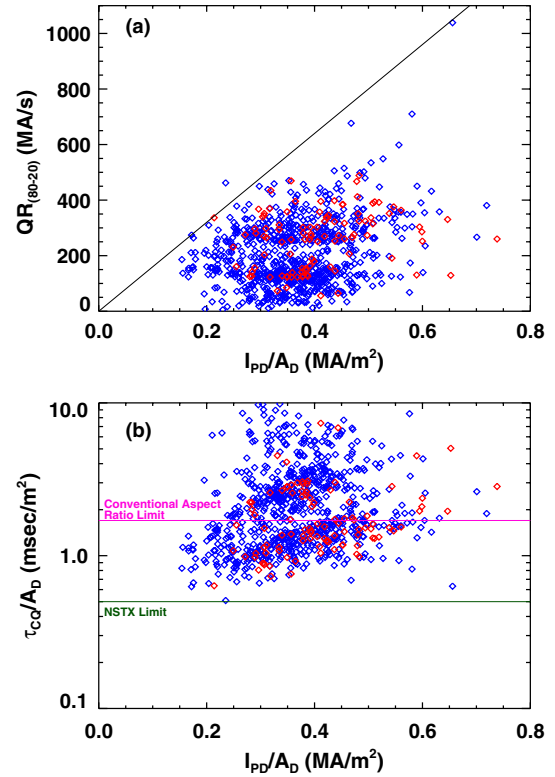 (a)
QR(80-20) (MA/s)
1000
800
600
400
200
0
0.0 0.2 0.4 0.6 0.8
IPD/AD (MA/m²)
(b)
τCQ/AD (msec/m²)
10.0
1.0
0.1
Conventional Aspect
Ratio Limit
NSTX Limit
0.0 0.2 0.4 0.6 0.8
IPD/AD (MA/m²)